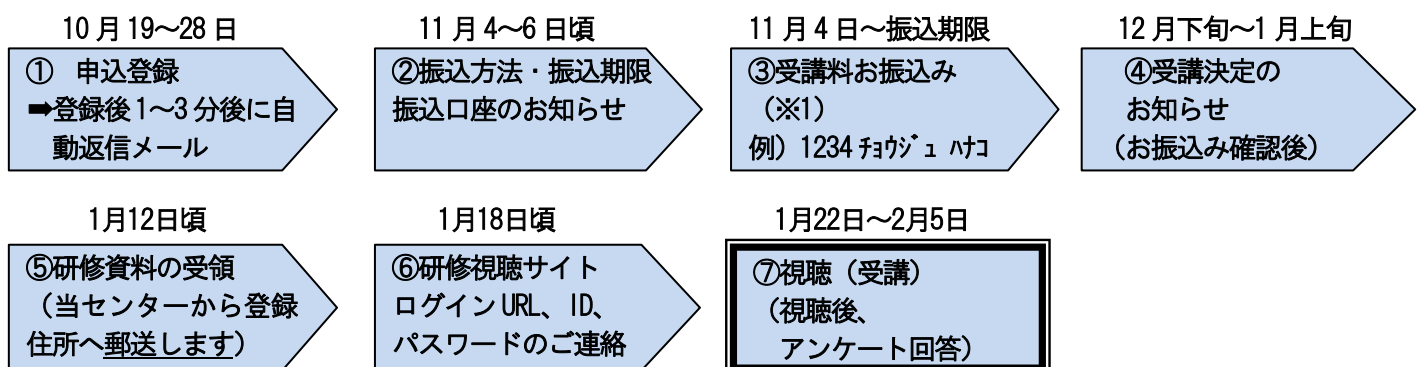 10月19～28日
① 申込登録
➡登録後1～3分後に自
動返信メール
11月4～6日頃
②振込方法・振込期限
振込口座のお知らせ
11月4日～振込期限
③受講料お振込み
（※1）
例）1234 ﾁｮｳｼﾞｭ ﾊﾅｺ
12月下旬～1月上旬
④受講決定の
お知らせ
（お振込み確認後）
1月12日頃
⑤研修資料の受領
（当センターから登録
住所へ郵送します）
1月18日頃
⑥研修視聴サイト
ログインURL、ID、
パスワードのご連絡
1月22日～2月5日
⑦視聴（受講）
（視聴後、
アンケート回答）